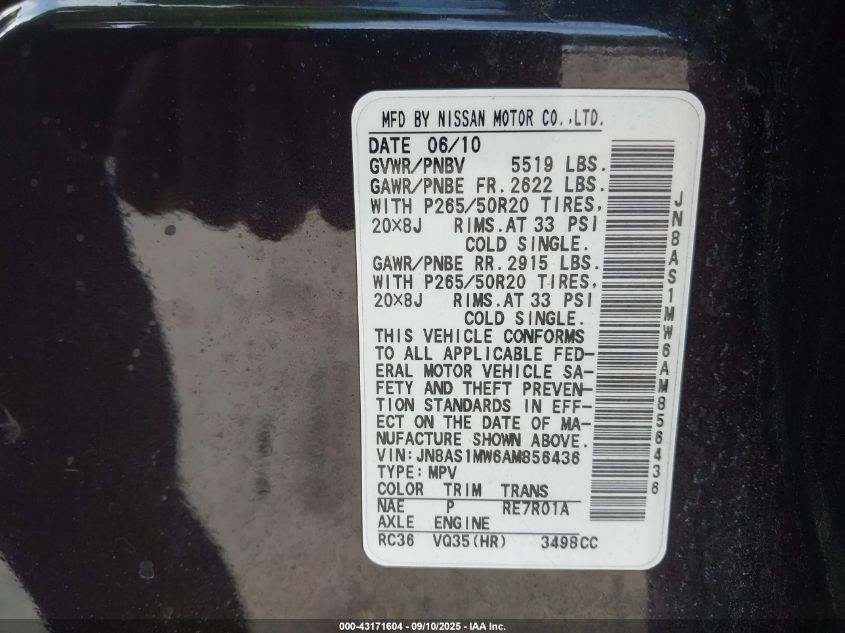 MFD BY NISSAN MOTOR CO.,LTD.
DATE 06/10
GVWR/PNBV 5519 LBS.
GAWR/PNBE FR. 2622 LBS.
WITH P265/50R20 TIRES,
20×8J RIMS.AT 33 PSI
COLD SINGLE.
GAWR/PNBE RR. 2915 LBS.
WITH P265/50R20 TIRES,
20×8J RIMS.AT 33 PSI
COLD SINGLE.
THIS VEHICLE CONFORMS
TO ALL APPLICABLE FED-
ERAL MOTOR VEHICLE SA-
FETY AND THEFT PREVEN-
TION STANDARDS IN EFF-
ECT ON THE DATE OF MA-
NUFACTURE SHOWN ABOVE.
VIN:JN8AS1MW6AM856436
TYPE:MPV
COLOR TRIM TRANS
NAE P RE7R01A
AXLE ENGINE
RC36 VQ35(HR) 3498CC
JN8AS1MW6AM856436
000-43171604 - 09/10/2025 - IAA Inc.